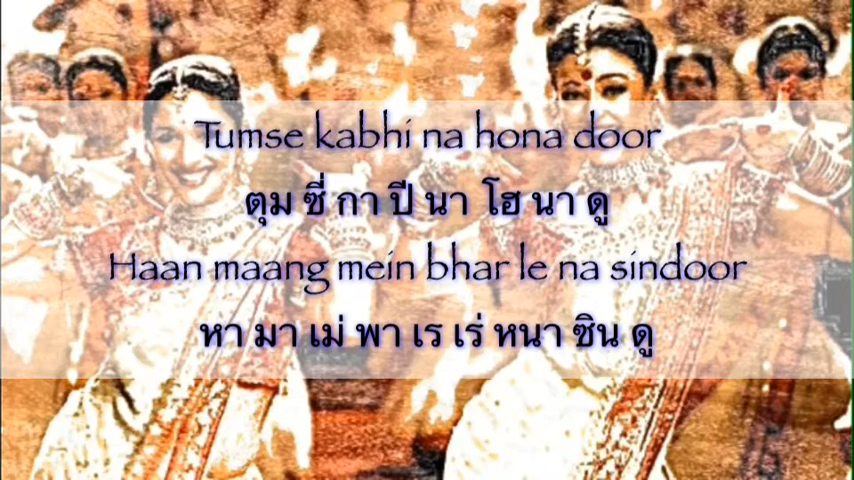 Tumse kabhi na hona door
ตุม ซี่ กา ปี นา โฮ นา ดู
Haan maang mein bhar le na sindoor
หา มา เม่ พา เร เร่ หนา ซิน ดู